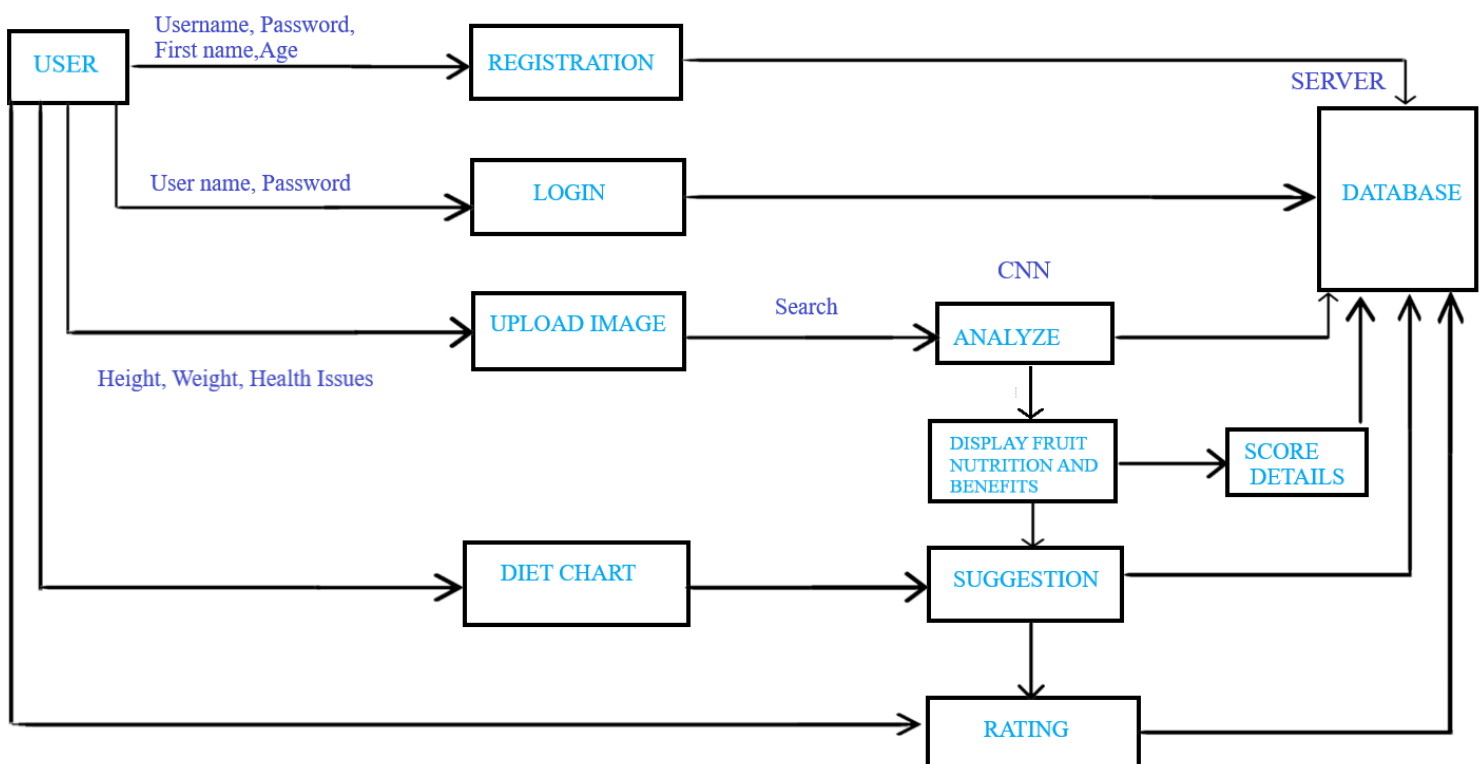 Username, Password,
First name,Age
USER
REGISTRATION
SERVER
User name, Password
LOGIN
DATABASE
CNN
Search
UPLOAD IMAGE
ANALYZE
Height, Weight, Health Issues
DISPLAY FRUIT
NUTRITION AND
BENEFITS
SCORE
DETAILS
DIET CHART
SUGGESTION
RATING